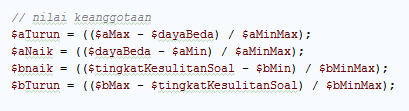 // nilai keanggotaan
$aTurun = (($aMax - $dayaBeda) / $aMinMax);
$aNaik = (($dayaBeda - $aMin) / $aMinMax);
$bnaik = (($tingkatKesulitanSoal - $bMin) / $bMinMax);
$bTurun = (($bMax - $tingkatKesulitanSoal) / $bMinMax);